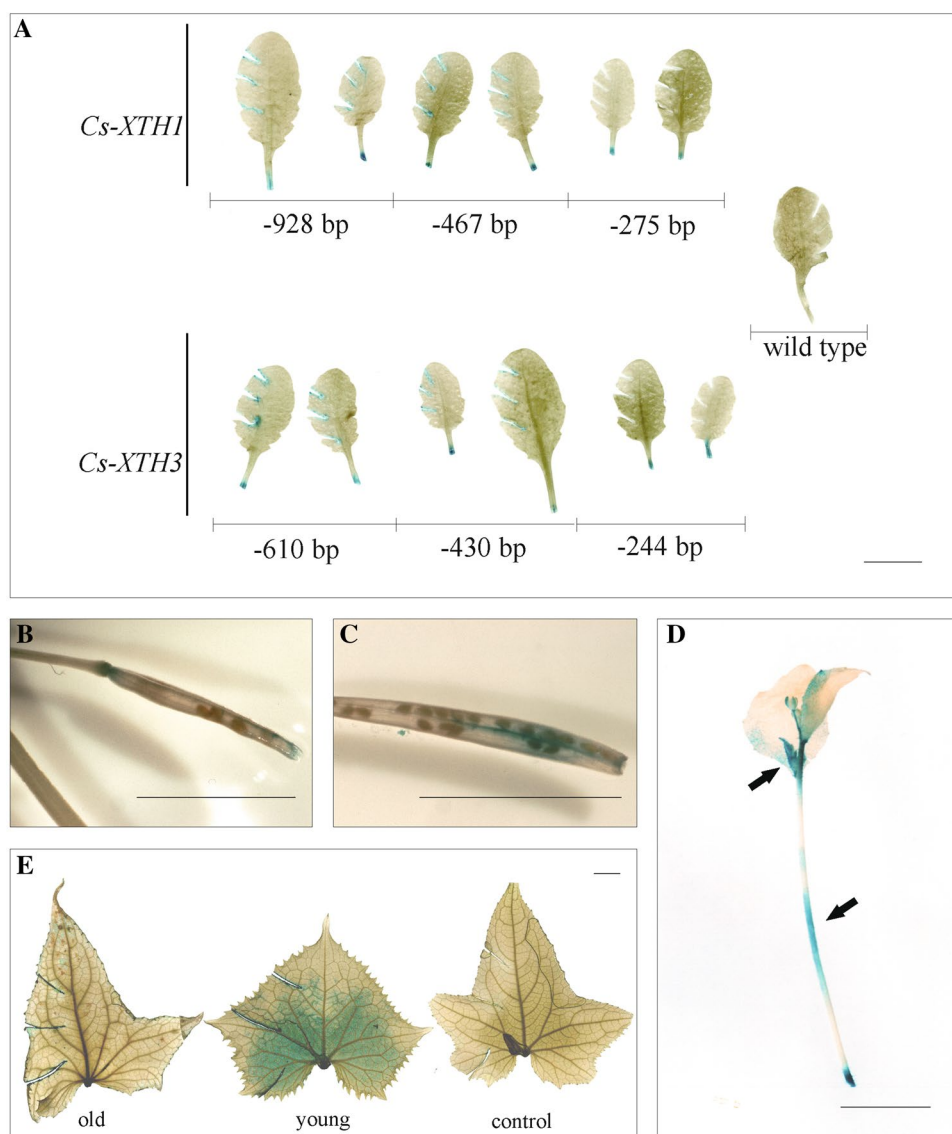 A
Cs-XTH1
-928 bp
-467 bp
-275 bp
wild type
Cs-XTH3
-610 bp
-430 bp
-244 bp
B
C
D
E
old
young
control